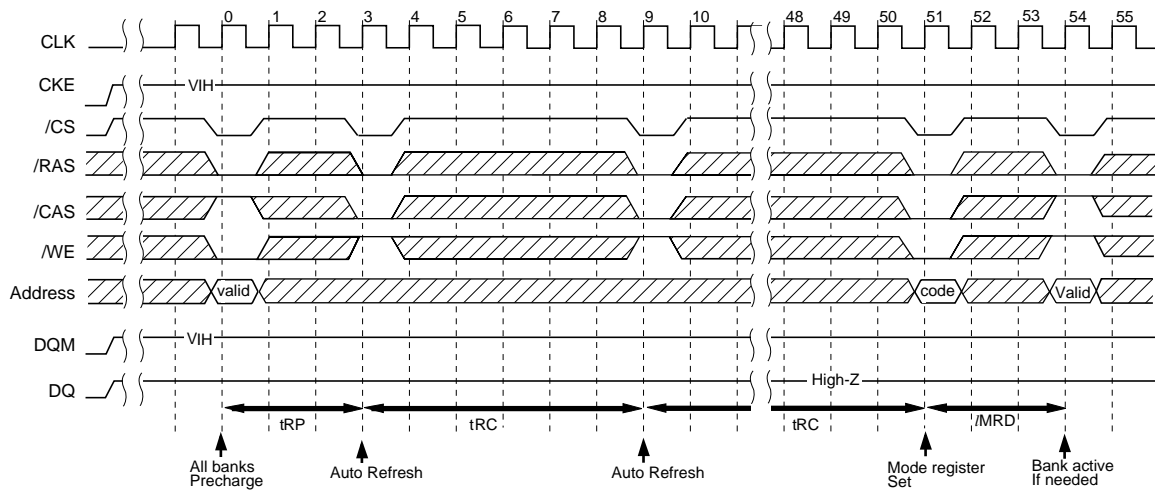 0 1 2 3 4 5 6 7 8 9 10 48 49 50 51 52 53 54 55
CLK
CKE VIH
/CS
/RAS
/CAS
/WE
Address valid code Valid
DQM VIH
DQ High-Z
tRP tRC tRC lMRD
All banks
Precharge
Auto Refresh
Auto Refresh
Mode register
Set
Bank active
If needed